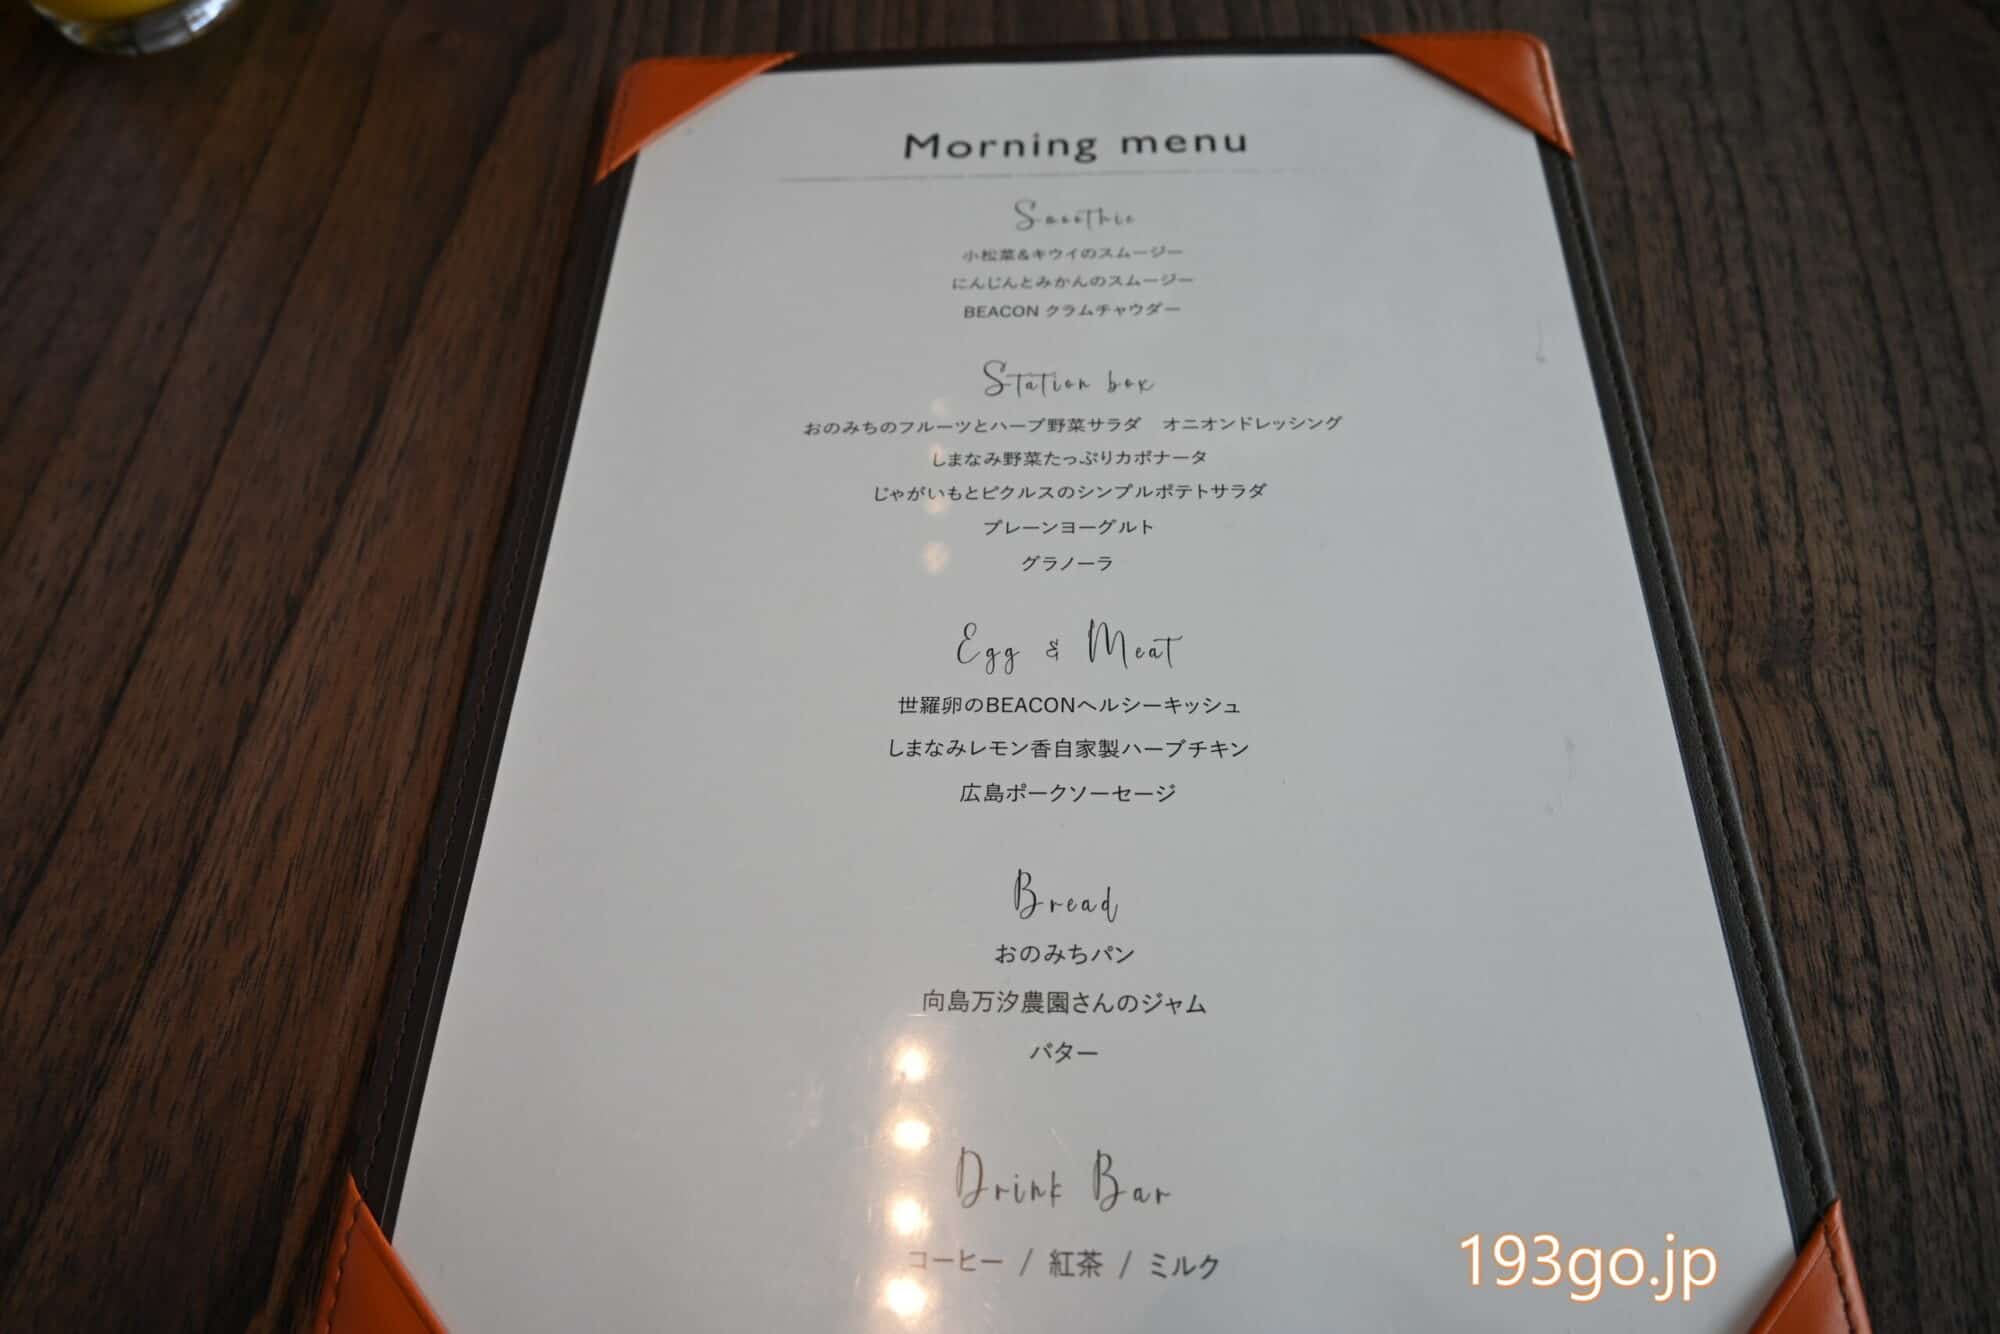 Morning menu
Smoothie
小松菜&キウイのスムージー
にんじんとみかんのスムージー
BEACON クラムチャウダー
Station box
おのみちのフルーツとハーブ野菜サラダ　オニオンドレッシング
しまなみ野菜たっぷりカポナータ
じゃがいもとピクルスのシンプルポテトサラダ
プレーンヨーグルト
グラノーラ
Egg & Meat
世羅卵のBEACONヘルシーキッシュ
しまなみレモン香自家製ハーブチキン
広島ポークソーセージ
Bread
おのみちパン
向島万汐農園さんのジャム
バター
Drink Bar
コーヒー / 紅茶 / ミルク
193go.jp